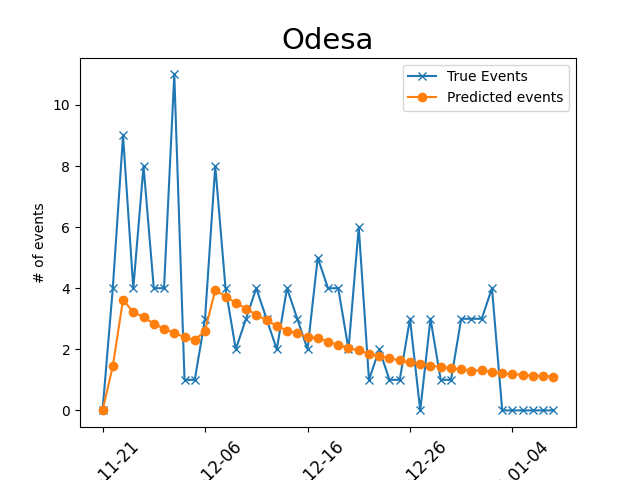 Odesa
True Events
Predicted events
# of events
10
8
6
4
2
0
11-21
12-06
12-16
12-26
01-04